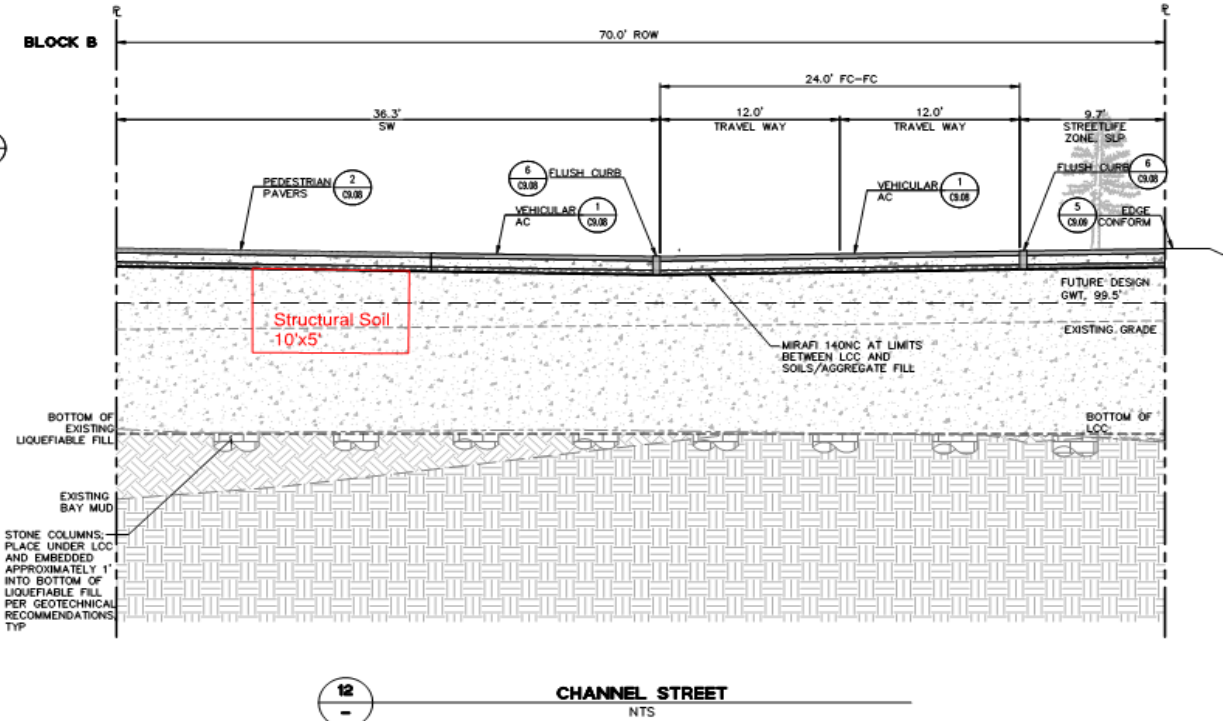 BLOCK B
70.0' ROW
24.0' FC-FC
36.3'
SW
12.0'
TRAVEL WAY
12.0'
TRAVEL WAY
9.7'
STREETLIFE
ZONE, SLP
PEDESTRIAN
PAVERS
2
C9.08
6
C9.08
FLUSH CURB
VEHICULAR
AC
1
C9.08
VEHICULAR
AC
1
C9.08
FLUSH CURB
6
C9.08
5
C9.09
EDGE
CONFORM
Structural Soil
10'x5'
FUTURE DESIGN
GWT, 99.5'
EXISTING GRADE
MIRAFI 140NC AT LIMITS
BETWEEN LCC AND
SOILS/AGGREGATE FILL
BOTTOM OF
EXISTING
LIQUEFIABLE FILL
BOTTOM OF
LCC
EXISTING
BAY MUD
STONE COLUMNS;
PLACE UNDER LCC
AND EMBEDDED
APPROXIMATELY 1'
INTO BOTTOM OF
LIQUEFIABLE FILL
PER GEOTECHNICAL
RECOMMENDATIONS,
TYP
12
-
CHANNEL STREET
NTS